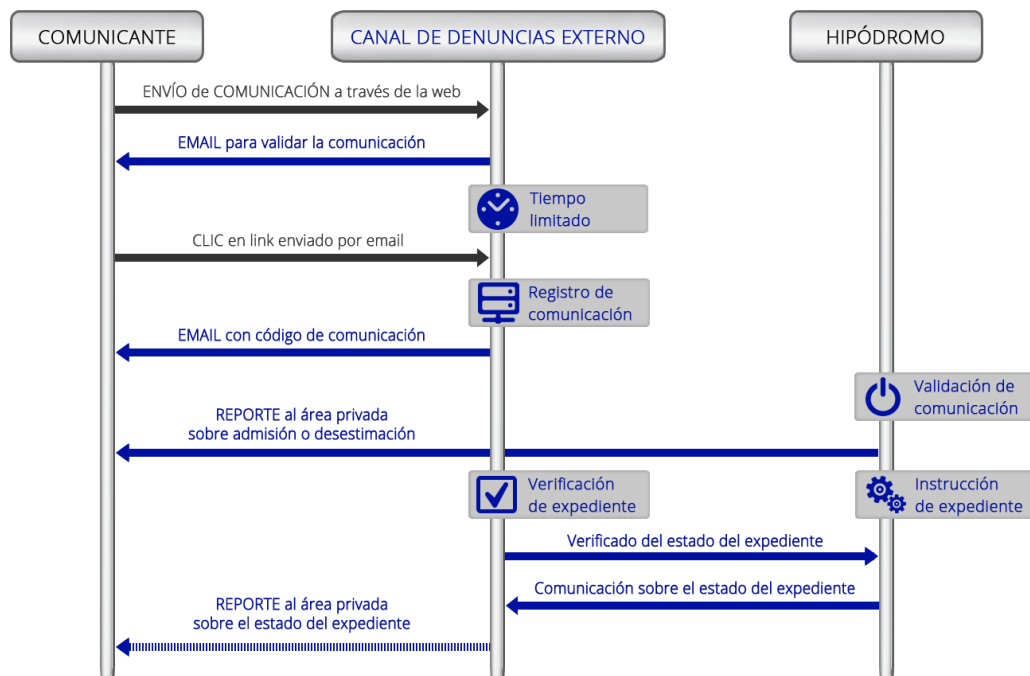 COMUNICANTE
CANAL DE DENUNCIAS EXTERNO
HIPÓDROMO
ENVÍO de COMUNICACIÓN a través de la web
EMAIL para validar la comunicación
Tiempo
limitado
CLIC en link enviado por email
Registro de
comunicación
EMAIL con código de comunicación
Validación de
comunicación
REPORTE al área privada
sobre admisión o desestimación
Verificación
de expediente
Instrucción
de expediente
Verificado del estado del expediente
Comunicación sobre el estado del expediente
REPORTE al área privada
sobre el estado del expediente